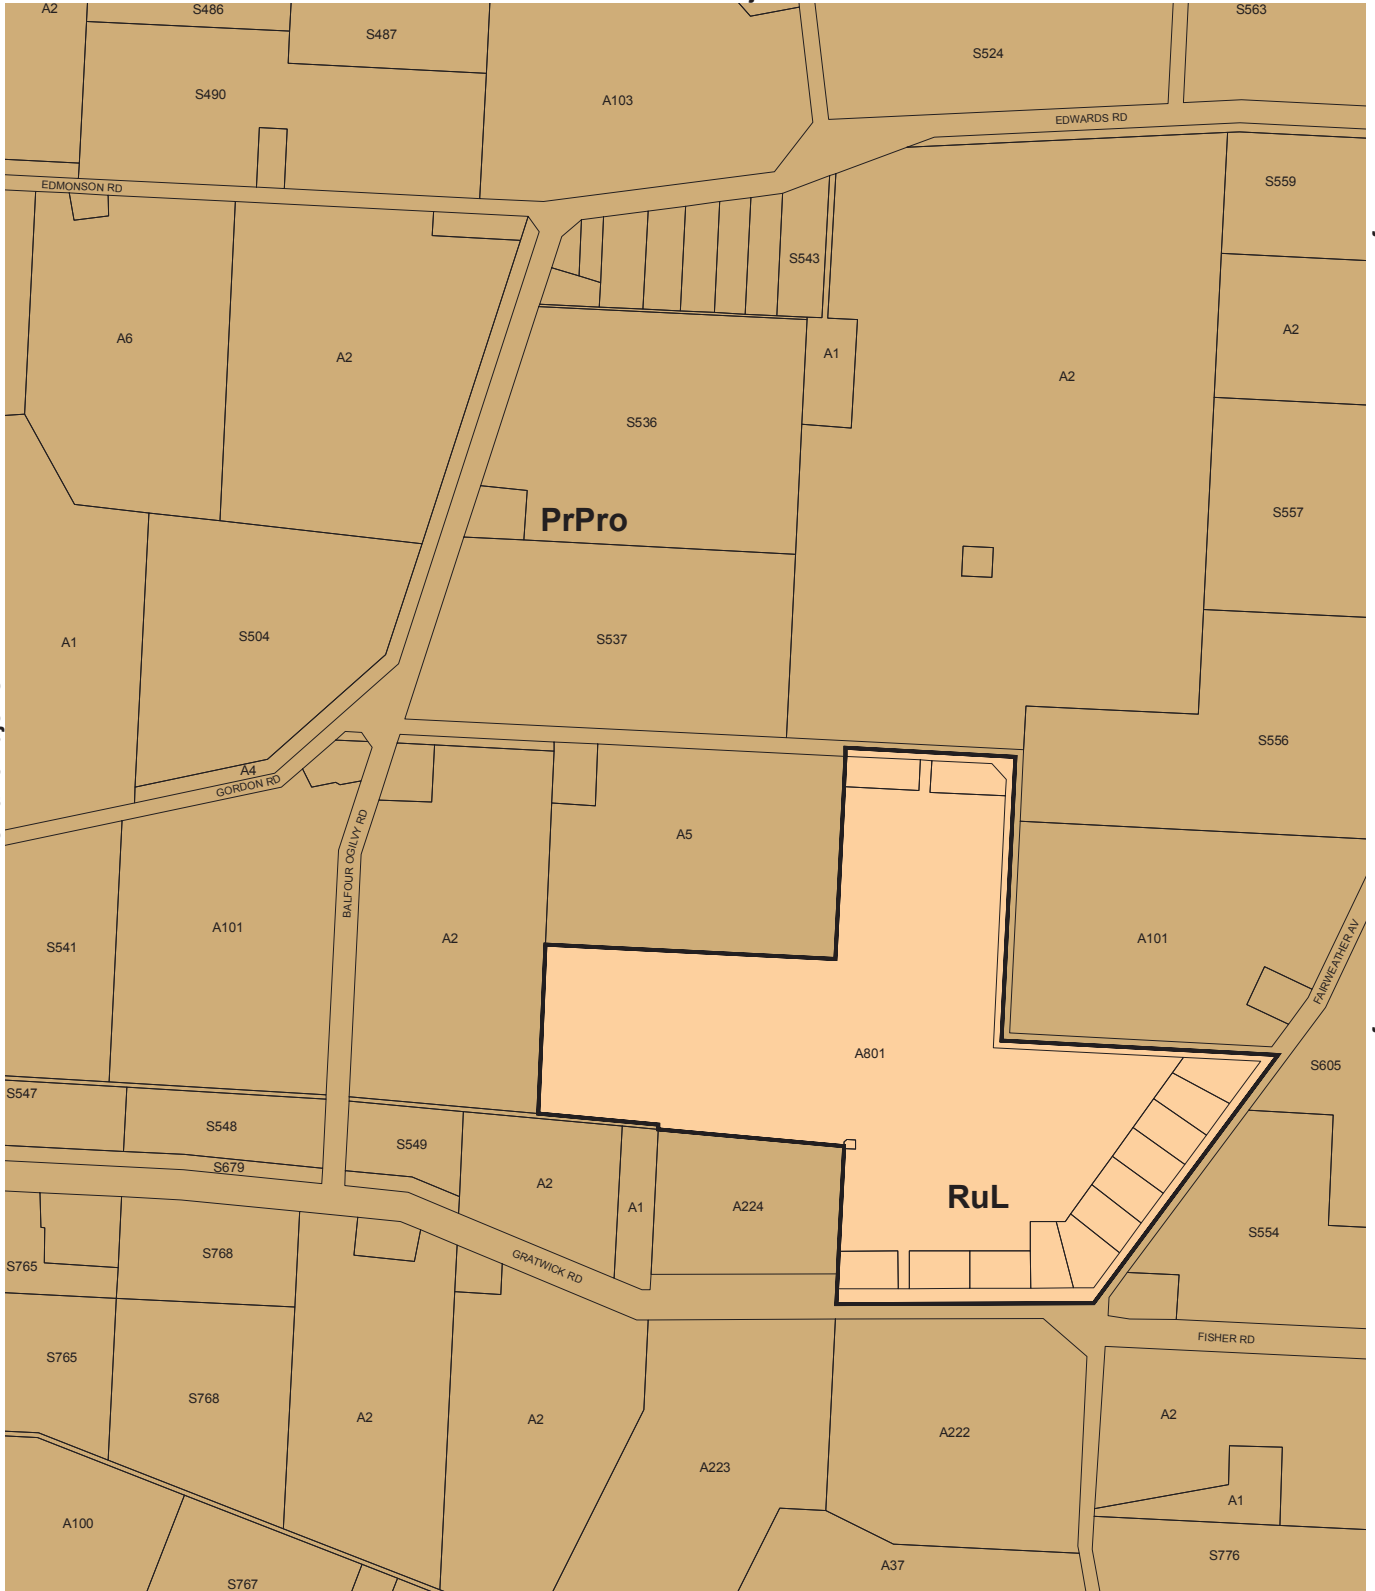 A2
S486
S563
S487
S524
S490
A103
EDWARDS RD
S559
EDMONSON RD
S543
A2
A6
A2
A1
A2
S536
S557
PrPro
A1
S504
S537
S556
A4
GORDON RD
BALFOUR OGILVY RD
A5
A101
S541
A2
A101
FAIRWEATHER AV
A801
S605
S547
S548
S549
S679
A2
A1
A224
RuL
S554
S768
S765
GRATWICK RD
FISHER RD
S765
S768
A2
A2
A2
A222
A223
A1
A100
S776
A37
S767